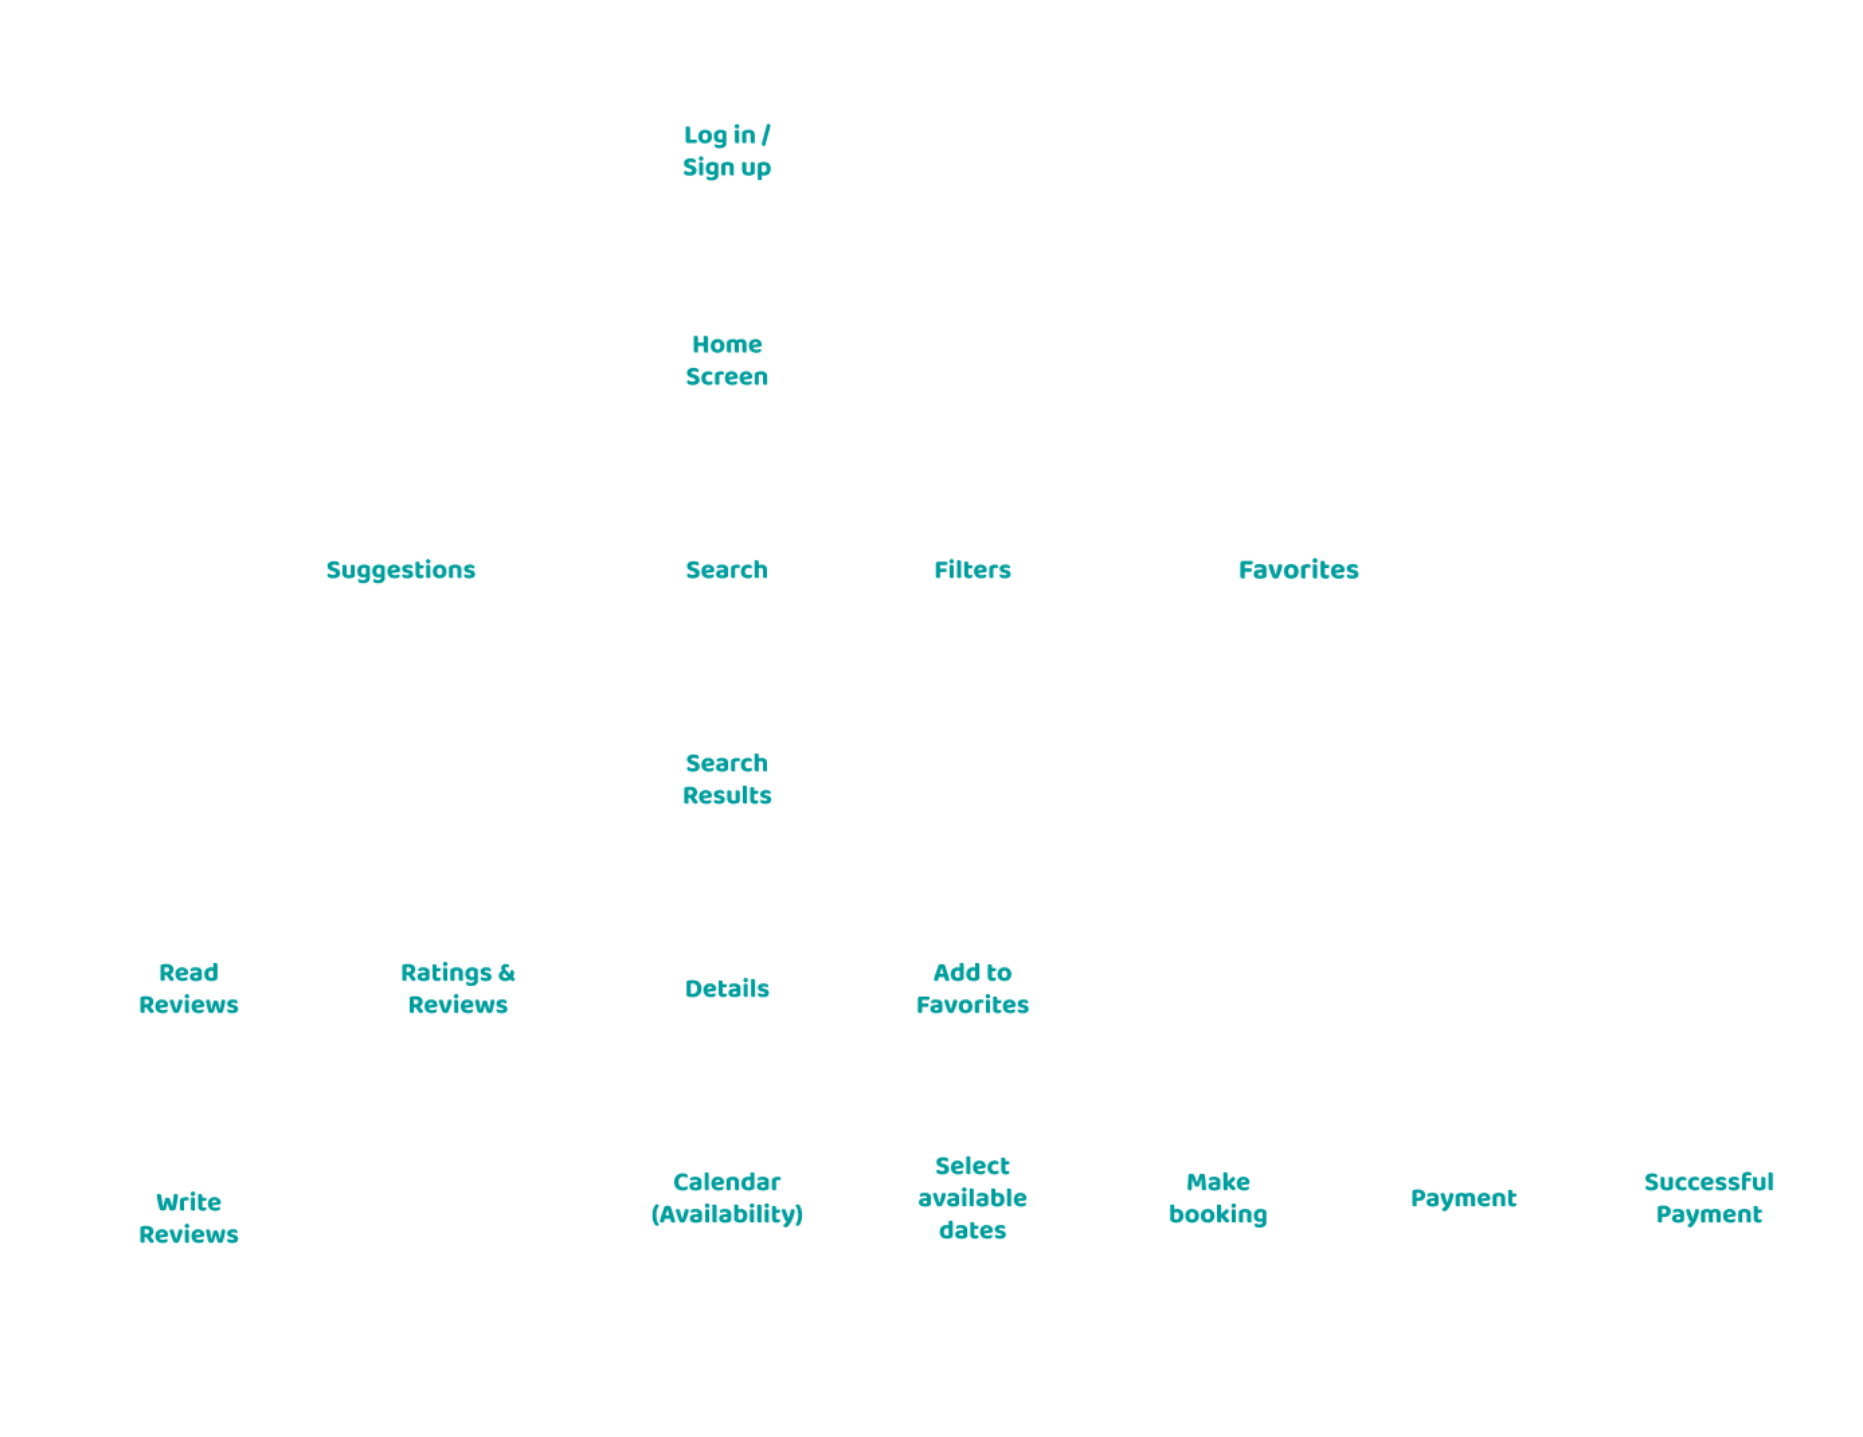 Log in /
Sign up
Home
Screen
Suggestions
Search
Filters
Favorites
Search
Results
Read
Reviews
Ratings &
Reviews
Details
Add to
Favorites
Write
Reviews
Calendar
(Availability)
Select
available
dates
Make
booking
Payment
Successful
Payment